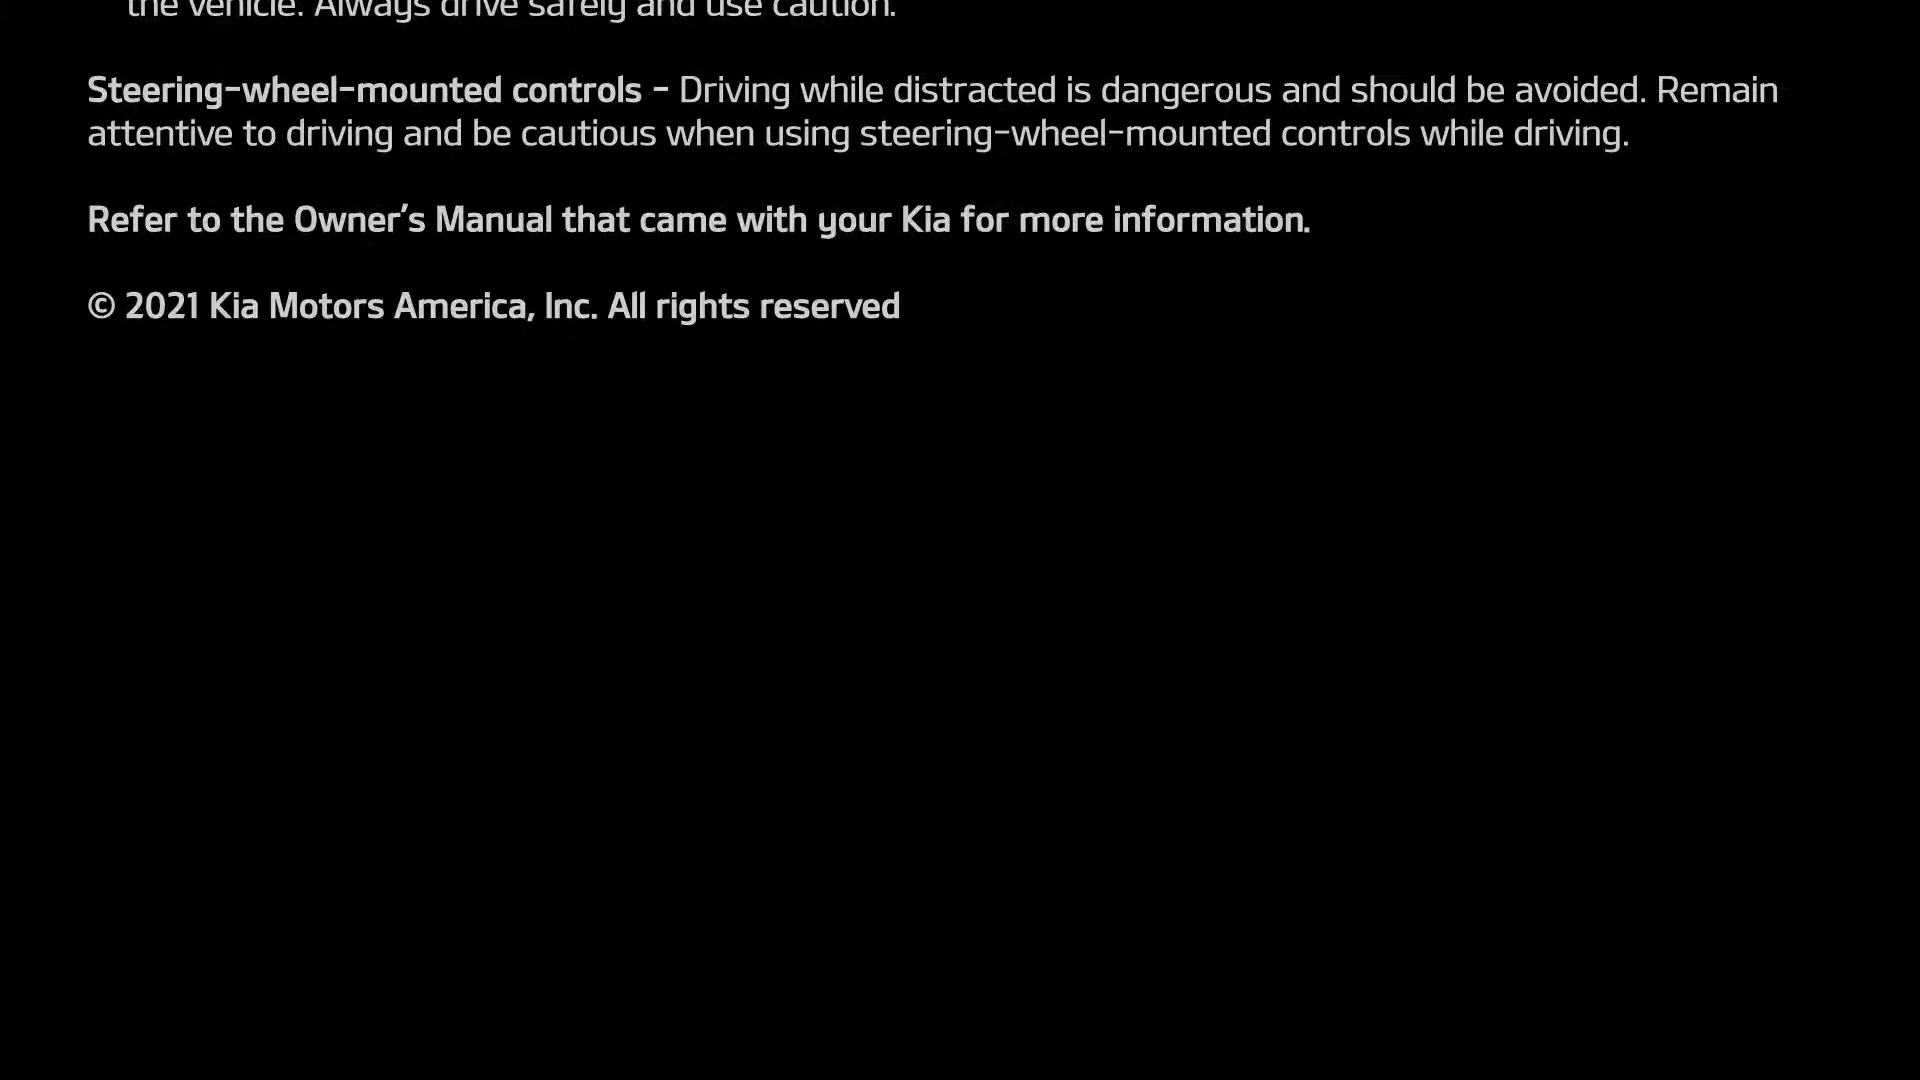 the vehicle. Always drive safely and use caution.
Steering-wheel-mounted controls - Driving while distracted is dangerous and should be avoided. Remain
attentive to driving and be cautious when using steering-wheel-mounted controls while driving.
Refer to the Owner's Manual that came with your Kia for more information.
© 2021 Kia Motors America, Inc. All rights reserved